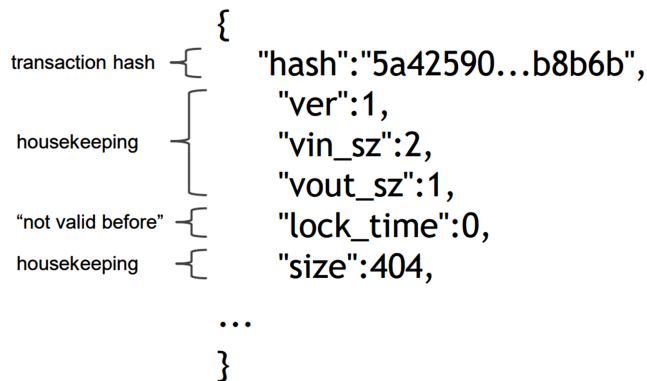 {
transaction hash "hash":"5a42590...b8b6b",
"ver":1,
housekeeping "vin_sz":2,
"vout_sz":1,
“not valid before” "lock_time":0,
housekeeping "size":404,
...
}